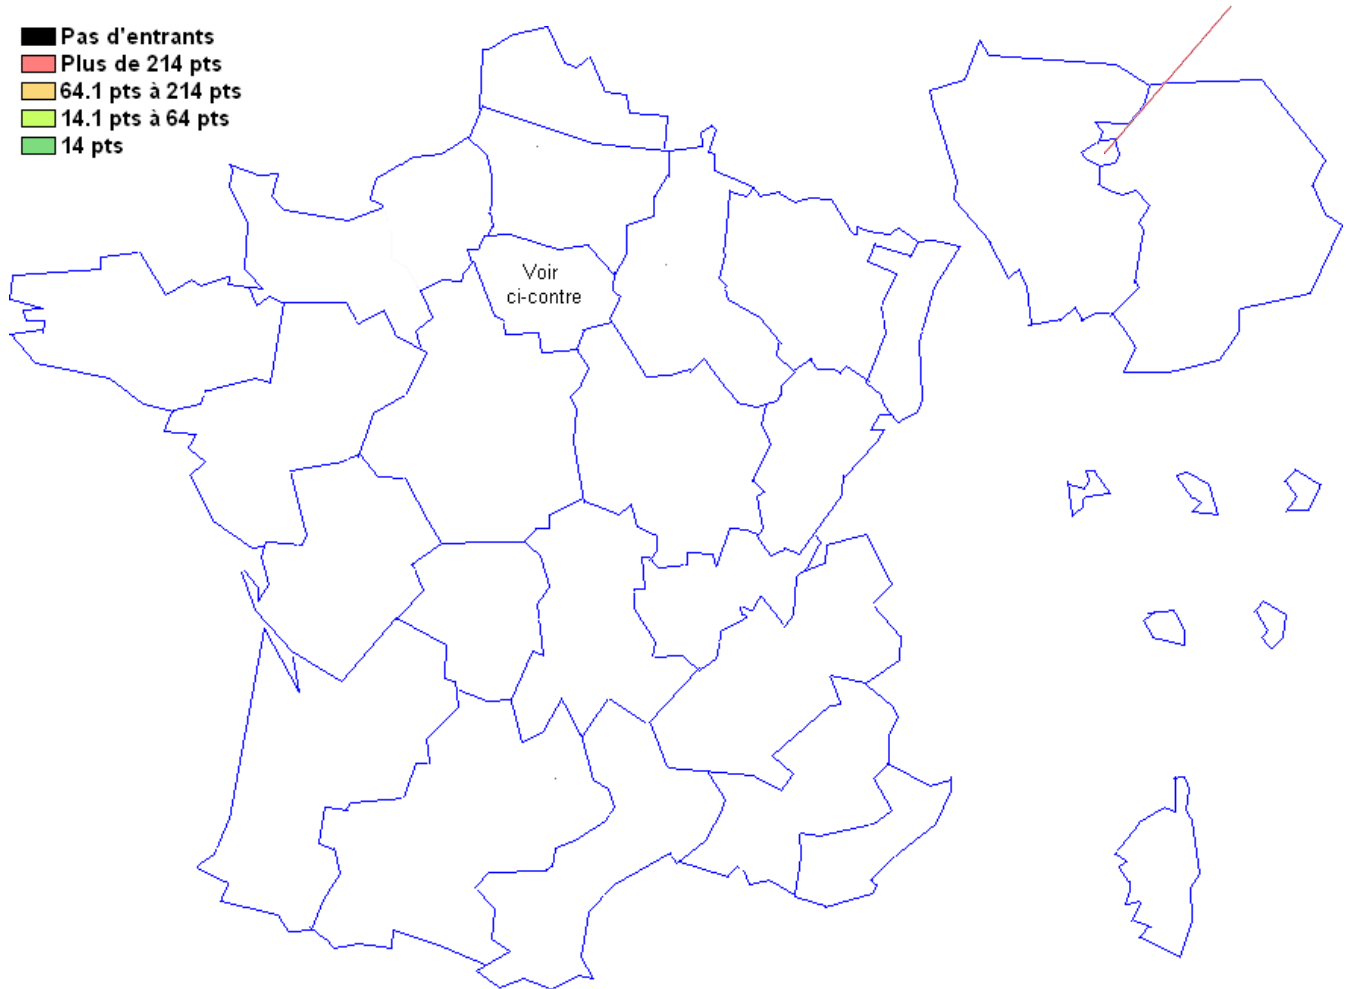 Pas d'entrants
Plus de 214 pts
64.1 pts à 214 pts
14.1 pts à 64 pts
14 pts
Voir
ci-contre